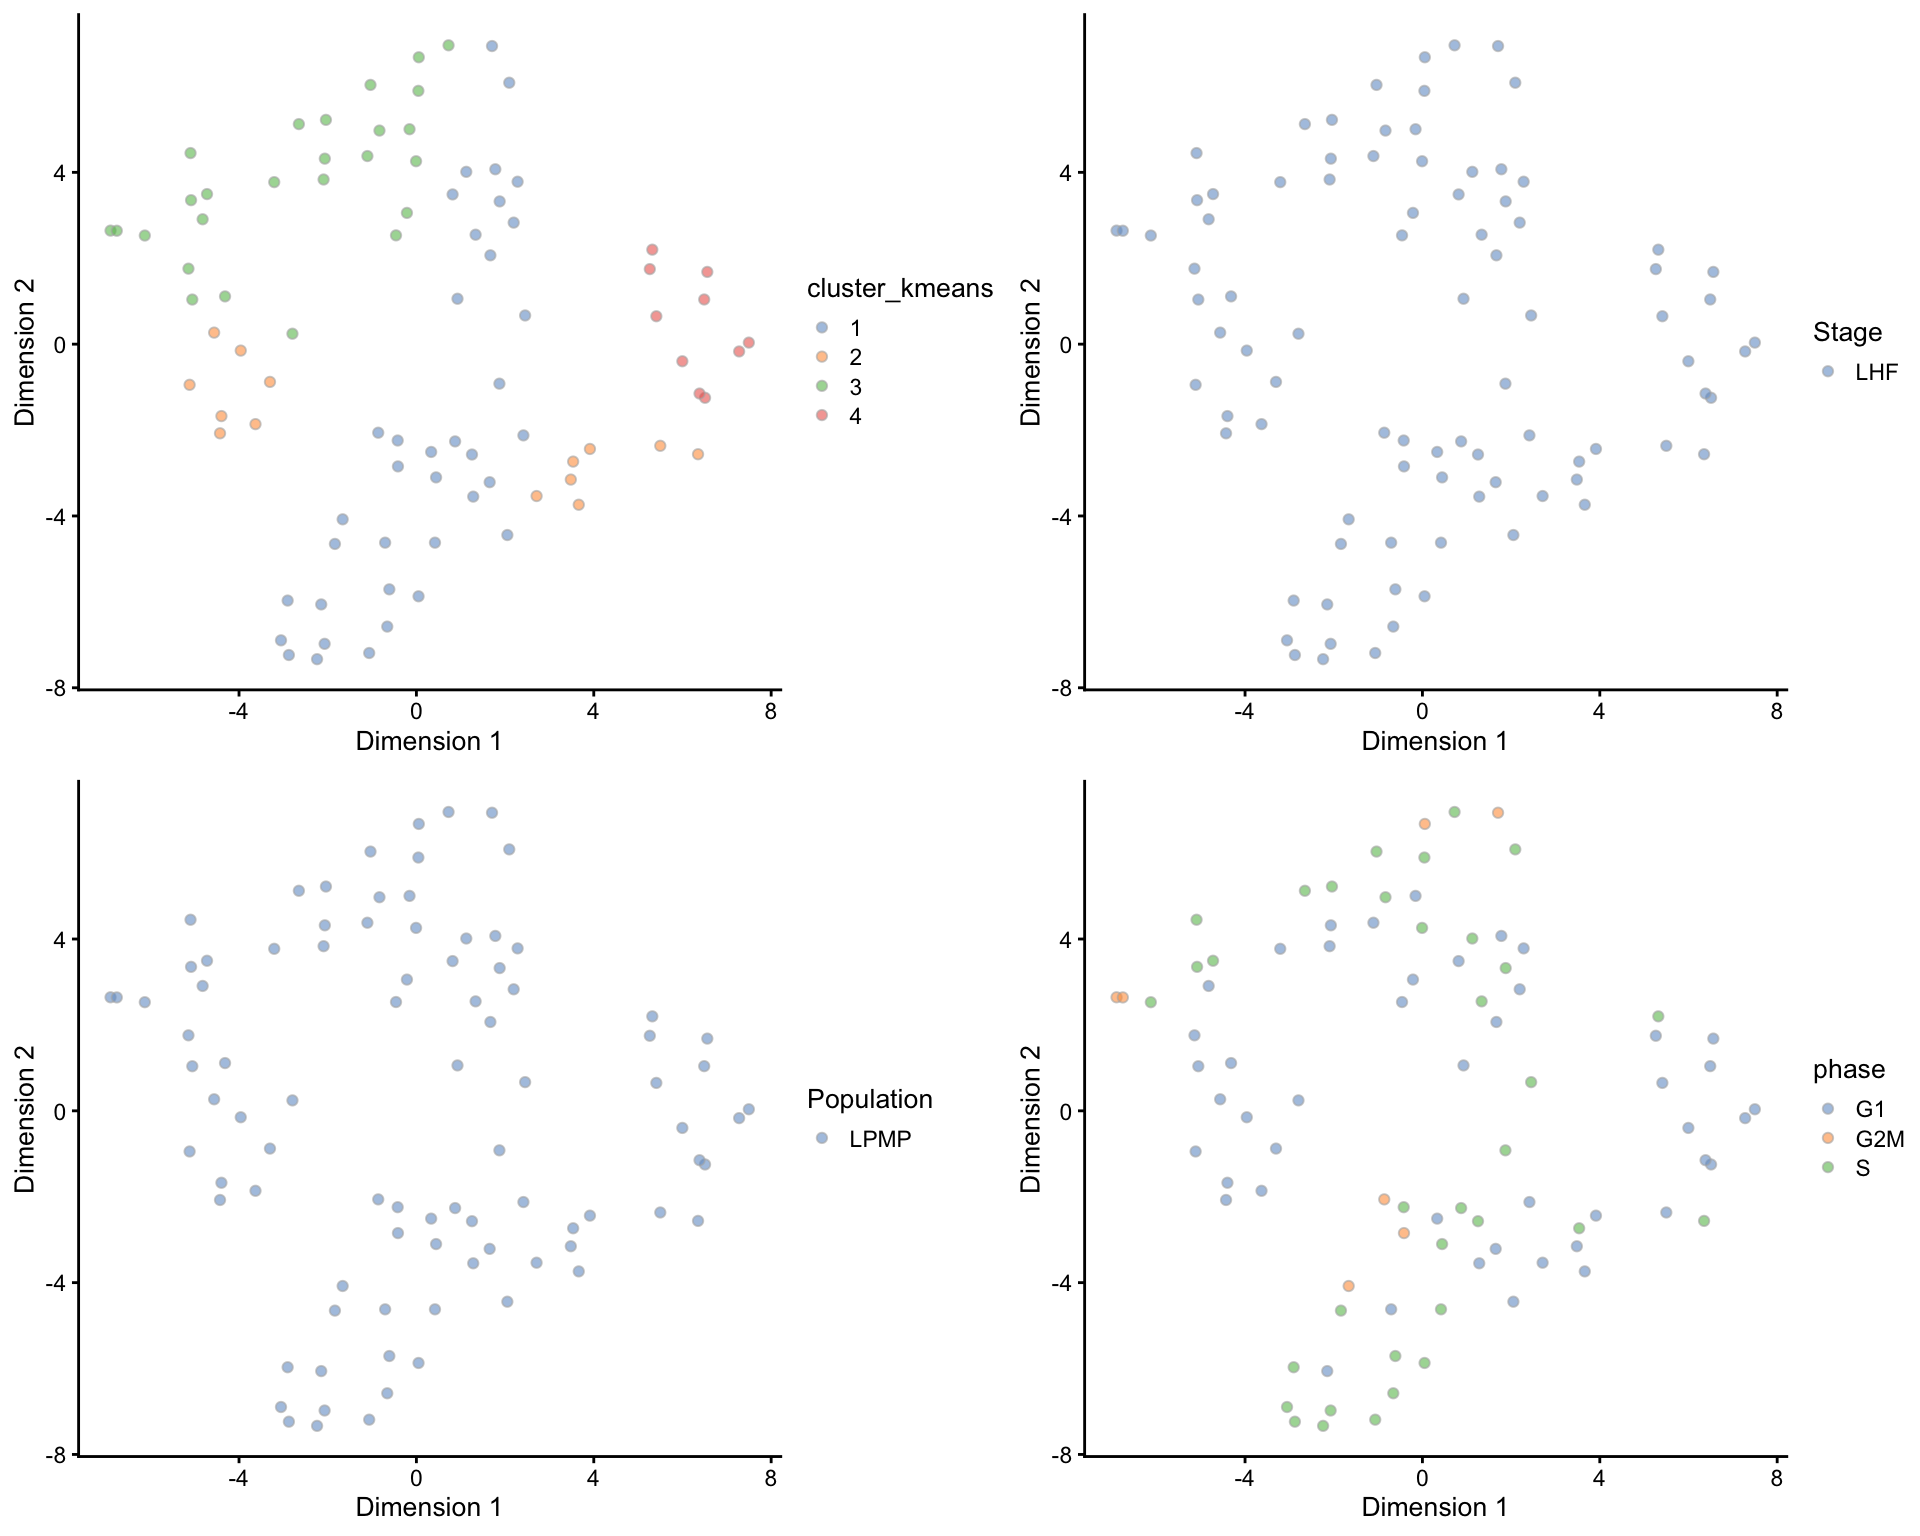 4
0
-4
-8
-4 0 4 8
Dimension 1
Dimension 2
cluster_kmeans
1
2
3
4
4
0
-4
-8
-4 0 4 8
Dimension 1
Dimension 2
Stage
LHF
4
0
-4
-8
-4 0 4 8
Dimension 1
Dimension 2
Population
LPMP
4
0
-4
-8
-4 0 4 8
Dimension 1
Dimension 2
phase
G1
G2M
S